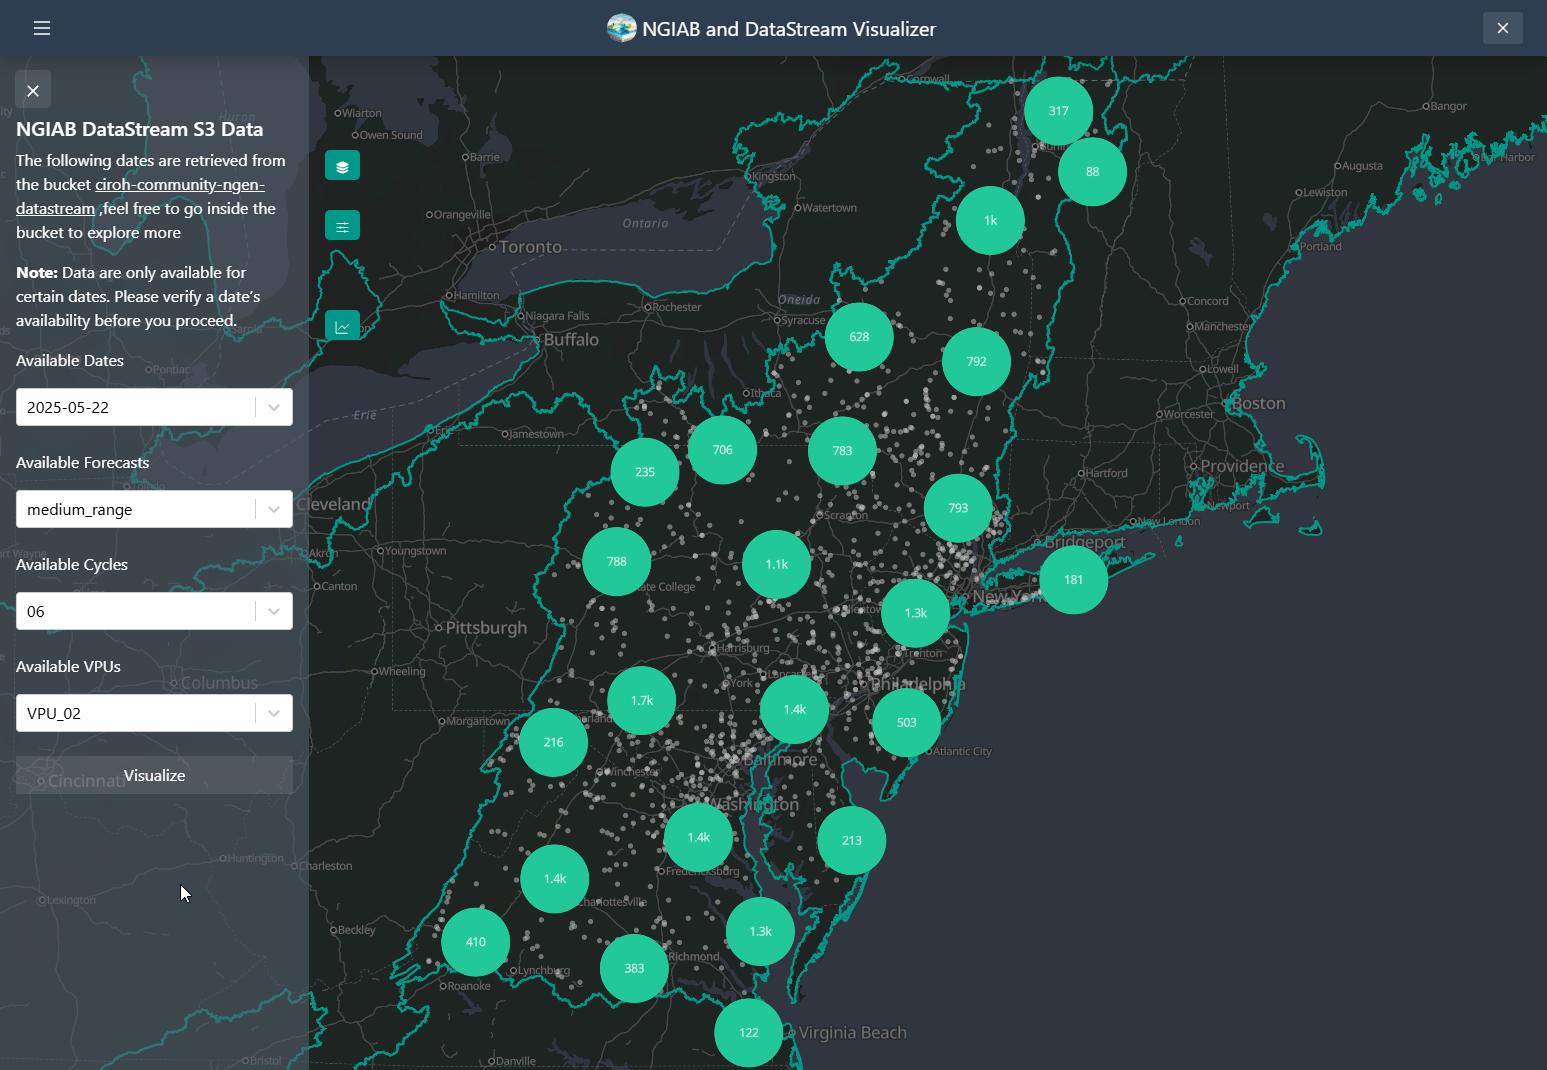 NGIAB and DataStream Visualizer
NGIAB DataStream S3 Data
The following dates are retrieved from
the bucket ciroh-community-ngen-
datastream ,feel free to go inside the
bucket to explore more
Note: Data are only available for
certain dates. Please verify a date's
availability before you proceed.
Available Dates
2025-05-22
Available Forecasts
medium_range
Available Cycles
06
Available VPUs
VPU_02
Visualize
Huron
Pontiac
Toledo
Columbus
Cincinnati
Huntington
Lexington
Bristol
Charleston
Cornwall
Bangor
Wiarton
Owen Sound
Barrie
Kingston
Augusta
Bar Harbor
Lewiston
Orangeville
Watertown
Ontario
Toronto
Portland
Hamilton
Oneida
Rochester
Niagara Falls
Syracuse
Concord
Manchester
Buffalo
Lowell
Ithaca
Boston
Worcester
Erie
Erie
Jamestown
Providence
Hartford
Cleveland
Newport
Scranton
New London
Bridgeport
Akron
Youngstown
Canton
State College
New York
Allentown
Pittsburgh
Harrisburg
Trenton
Wheeling
Lancaster
York
Philadelphia
Morgantown
Atlantic City
Baltimore
Winchester
Washington
Fredericksburg
Charlottesville
Beckley
Richmond
Lynchburg
Roanoke
Virginia Beach
Danville
317
88
1k
628
792
706
783
235
793
788
1.1k
181
1.3k
1.7k
1.4k
503
216
1.4k
213
1.4k
1.3k
410
383
122